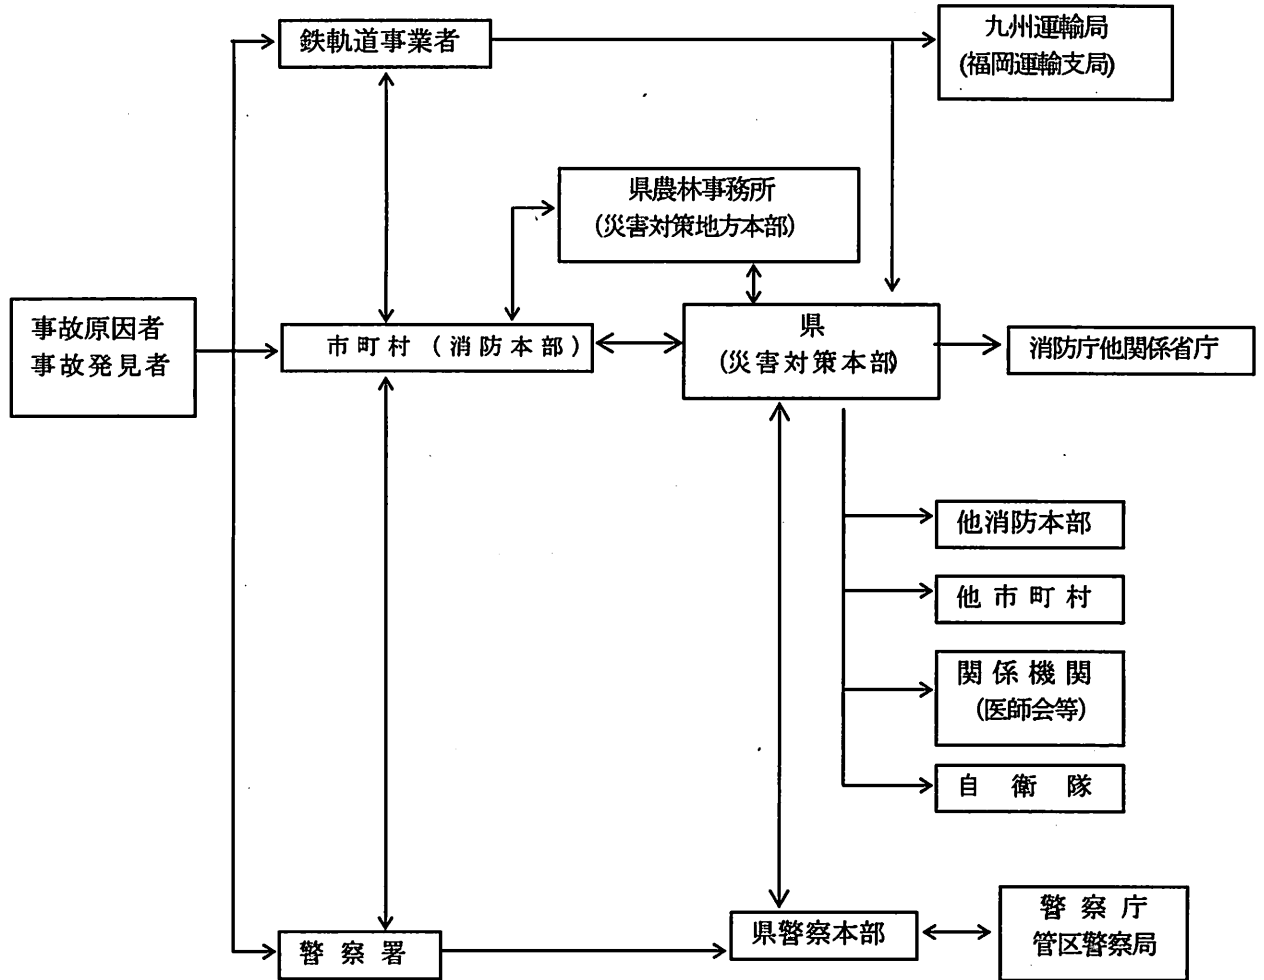 鉄軌道事業者
九州運輸局
(福岡運輸支局)
県農林事務所
(災害対策地方本部)
事故原因者
事故発見者
市町村(消防本部)
県
(災害対策本部)
消防庁他関係省庁
他消防本部
他市町村
関係機関
(医師会等)
自衛隊
警察署
県警察本部
警察庁
管区警察局